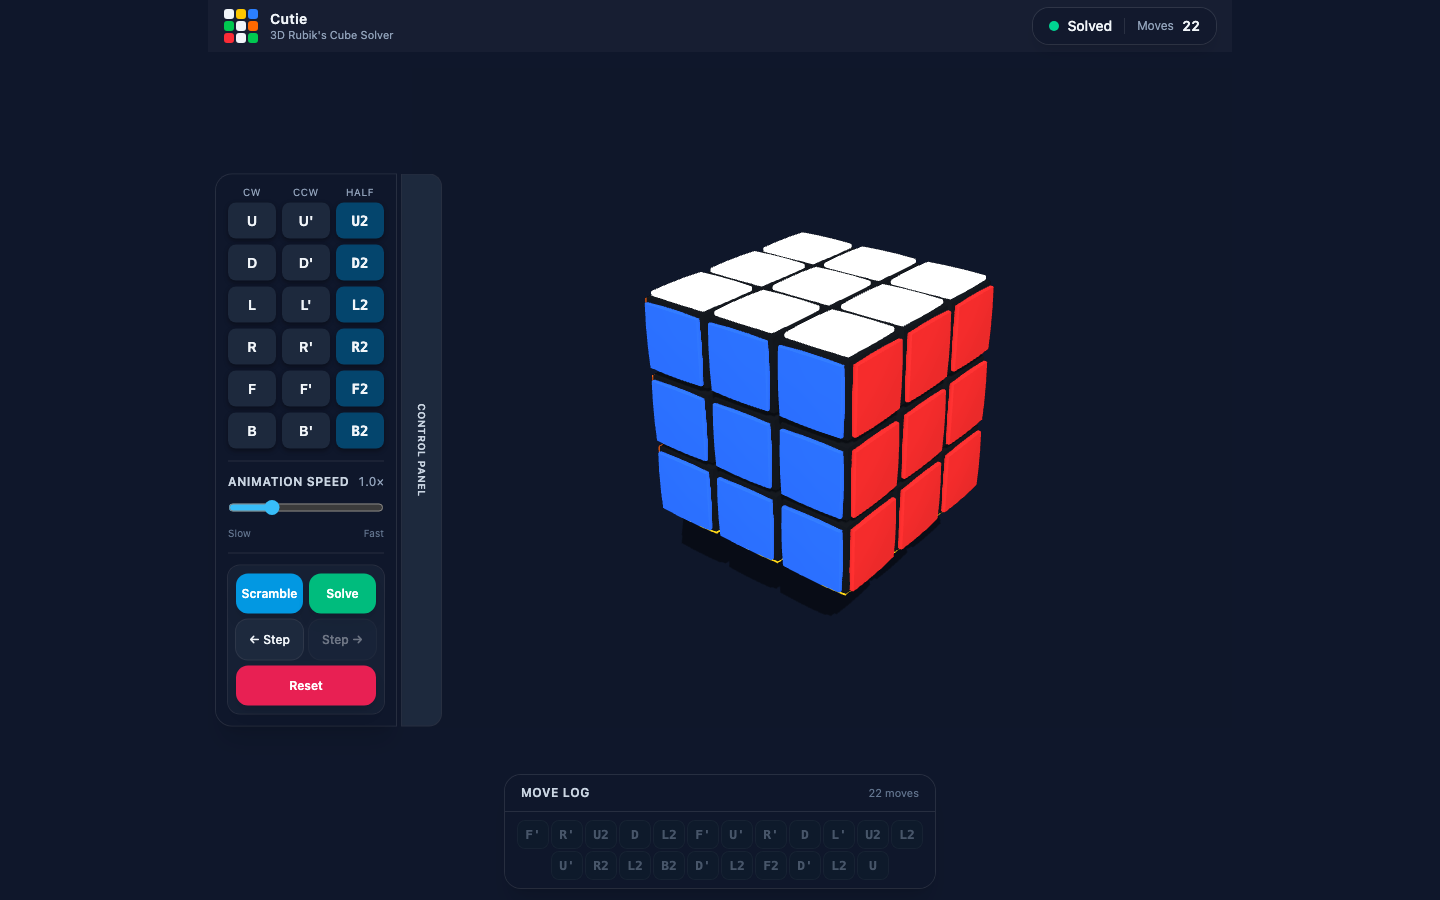 Cutie
3D Rubik's Cube Solver
Solved Moves 22
CW CCW HALF
U U' U2
D D' D2
L L' L2
R R' R2
F F' F2
B B' B2
ANIMATION SPEED 1.0×
Slow Fast
Scramble Solve
← Step Step →
Reset
CONTROL PANEL
MOVE LOG 22 moves
F' R' U2 D L2 F' U' R' D L' U2 L2
U' R2 L2 B2 D' L2 F2 D' L2 U